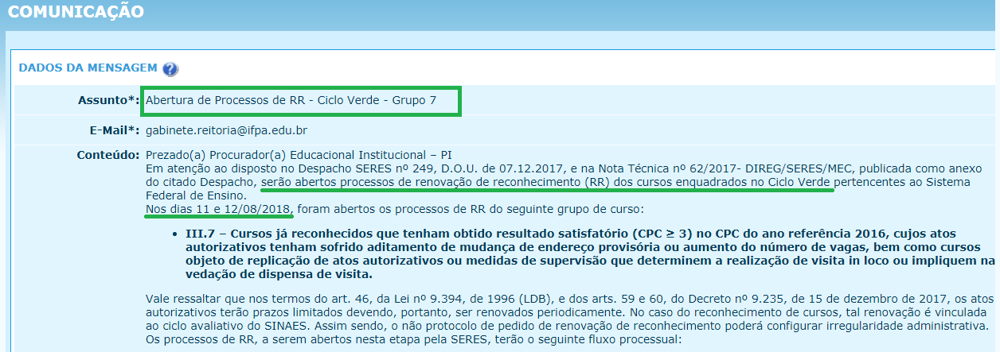 COMUNICAÇÃO
DADOS DA MENSAGEM ?
Assunto*: Abertura de Processos de RR - Ciclo Verde - Grupo 7
E-Mail*: gabinete.reitoria@ifpa.edu.br
Conteúdo: Prezado(a) Procurador(a) Educacional Institucional – PI
Em atenção ao disposto no Despacho SERES nº 249, D.O.U. de 07.12.2017, e na Nota Técnica nº 62/2017- DIREG/SERES/MEC, publicada como anexo
do citado Despacho, serão abertos processos de renovação de reconhecimento (RR) dos cursos enquadrados no Ciclo Verde pertencentes ao Sistema
Federal de Ensino.
Nos dias 11 e 12/08/2018, foram abertos os processos de RR do seguinte grupo de curso:
• III.7 – Cursos já reconhecidos que tenham obtido resultado satisfatório (CPC ≥ 3) no CPC do ano referência 2016, cujos atos
autorizativos tenham sofrido aditamento de mudança de endereço provisória ou aumento do número de vagas, bem como cursos
objeto de replicação de atos autorizativos ou medidas de supervisão que determinem a realização de visita in loco ou impliquem na
vedação de dispensa de visita.
Vale ressaltar que nos termos do art. 46, da Lei nº 9.394, de 1996 (LDB), e dos arts. 59 e 60, do Decreto nº 9.235, de 15 de dezembro de 2017, os atos
autorizativos terão prazos limitados devendo, portanto, ser renovados periodicamente. No caso do reconhecimento de cursos, tal renovação é vinculada
ao ciclo avaliativo do SINAES. Assim sendo, o não protocolo de pedido de renovação de reconhecimento poderá configurar irregularidade administrativa.
Os processos de RR, a serem abertos nesta etapa pela SERES, terão o seguinte fluxo processual: